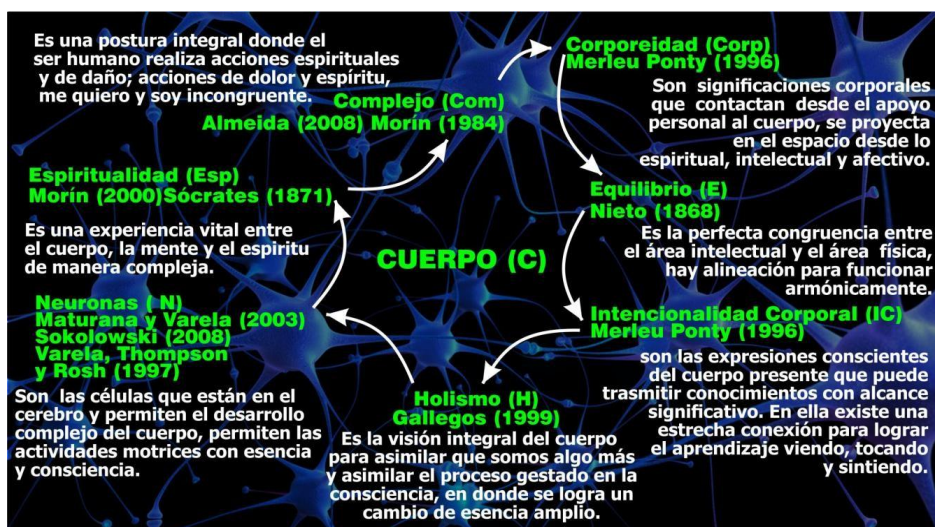 Es una postura integral donde el
ser humano realiza acciones espirituales
y de daño; acciones de dolor y espíritu,
me quiero y soy incongruente.
Complejo (Com)
Almeida (2008) Morín (1984)
Corporeidad (Corp)
Merleu Ponty (1996)
Son significaciones corporales
que contactan desde el apoyo
personal al cuerpo, se proyecta
en el espacio desde lo
espiritual, intelectual y afectivo.
Equilibrio (E)
Nieto (1868)
Es la perfecta congruencia entre
el área intelectual y el área física,
hay alineación para funcionar
armónicamente.
Intencionalidad Corporal (IC)
Merleu Ponty (1996)
son las expresiones conscientes
del cuerpo presente que puede
trasmitir conocimientos con alcance
significativo. En ella existe una
estrecha conexión para lograr
el aprendizaje viendo, tocando
y sintiendo.
Holismo (H)
Gallegos (1999)
Es la visión integral del cuerpo
para asimilar que somos algo más
y asimilar el proceso gestado en la
consciencia, en donde se logra un
cambio de esencia amplio.
Neuronas ( N)
Maturana y Varela (2003)
Sokolowski (2008)
Varela, Thompson
y Rosh (1997)
Son las células que están en el
cerebro y permiten el desarrollo
complejo del cuerpo, permiten las
actividades motrices con esencia
y consciencia.
Espiritualidad (Esp)
Morín (2000)Sócrates (1871)
Es una experiencia vital entre
el cuerpo, la mente y el espiritu
de manera compleja.
CUERPO (C)